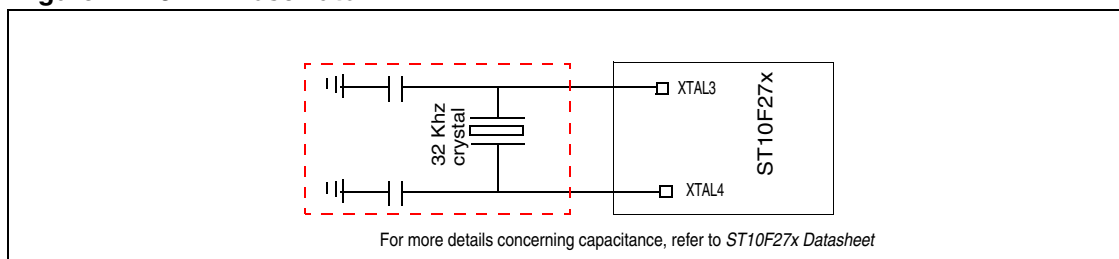 XTAL3
32 Khz
crystal
ST10F27x
XTAL4
For more details concerning capacitance, refer to ST10F27x Datasheet